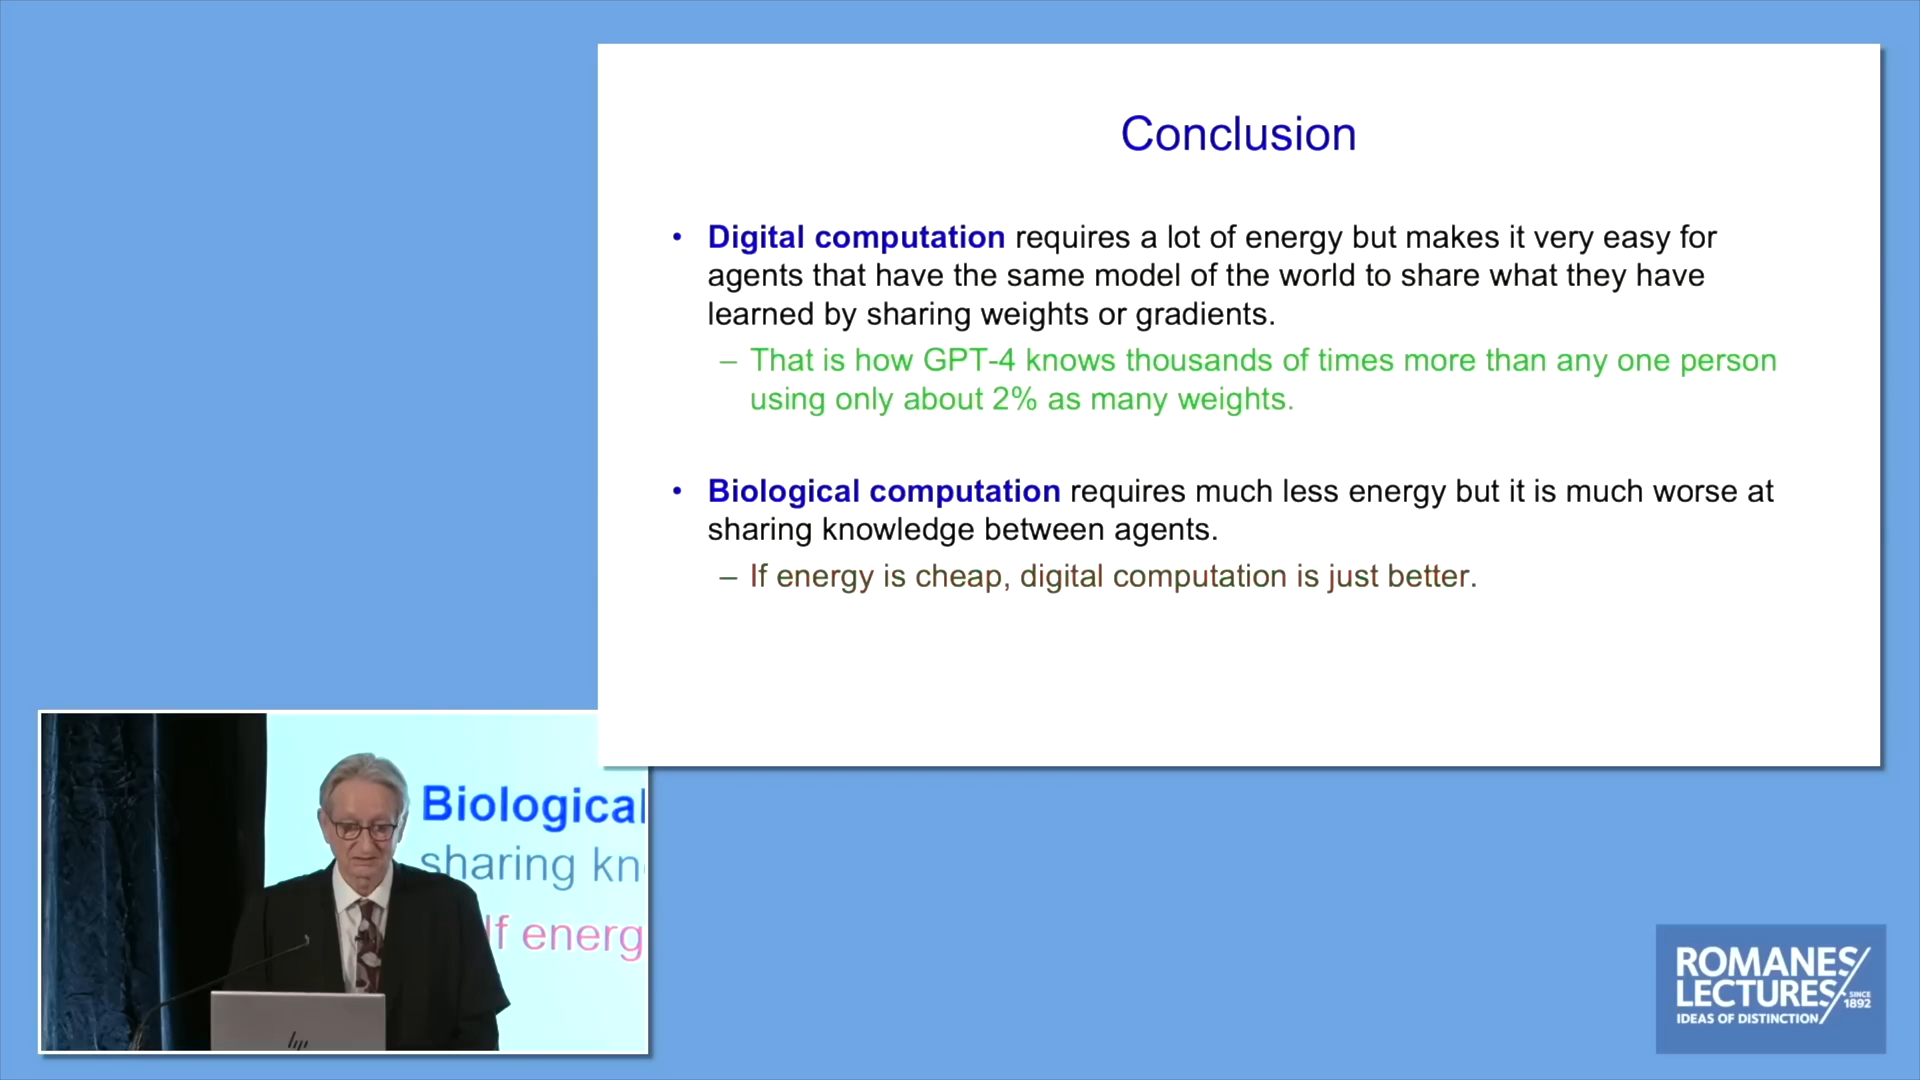 Conclusion
• Digital computation requires a lot of energy but makes it very easy for
agents that have the same model of the world to share what they have
learned by sharing weights or gradients.
– That is how GPT-4 knows thousands of times more than any one person
using only about 2% as many weights.
• Biological computation requires much less energy but it is much worse at
sharing knowledge between agents.
– If energy is cheap, digital computation is just better.
Biological
sharing kn
If energ
hp
ROMANES
LECTURES SINCE 1892
IDEAS OF DISTINCTION